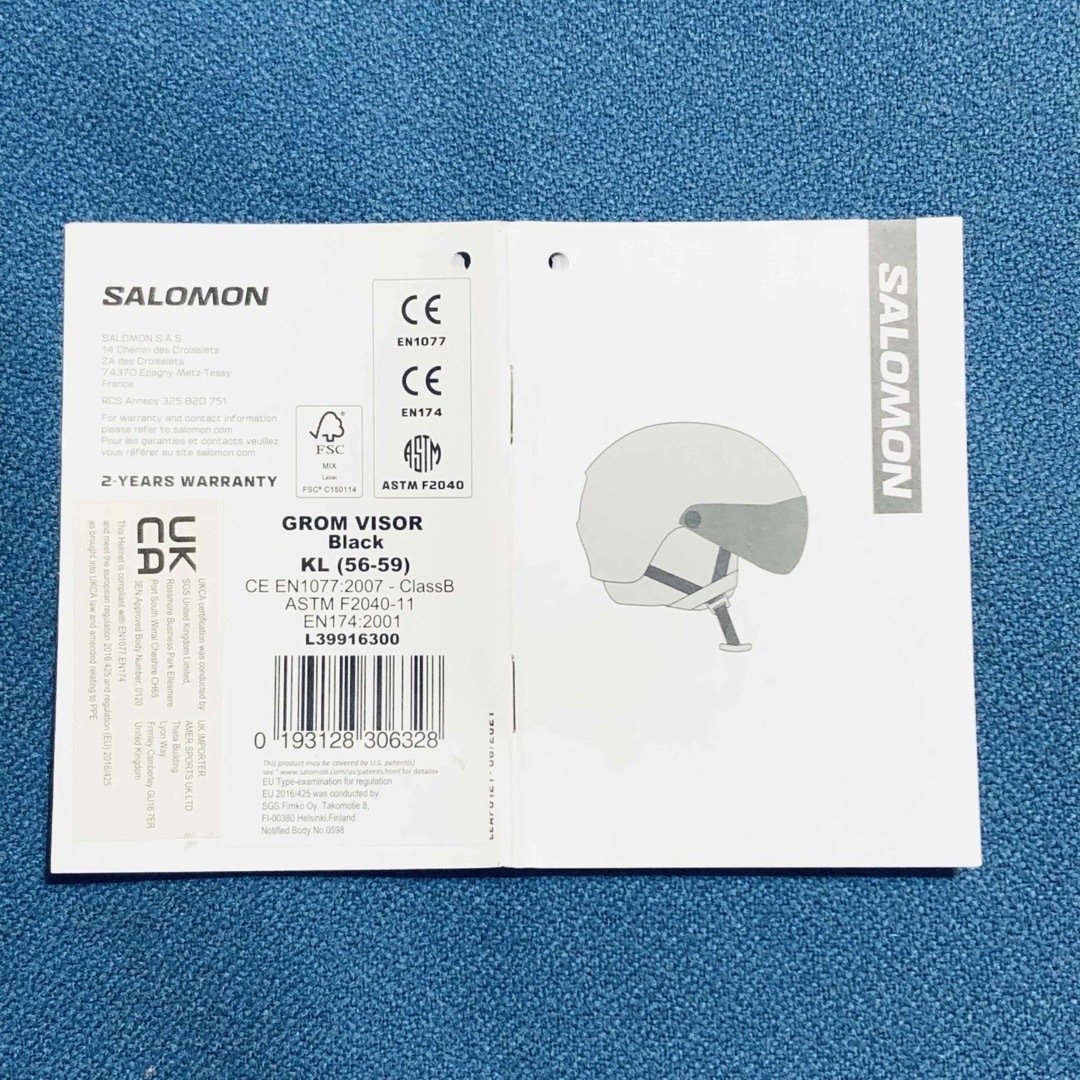 SALOMON
SALOMON S.A.S.
14 Chemin des Croiselets
ZA des Croiselets
74370 Epagny Metz-Tessy
France
RCS Annecy 325 820 751
For warranty and contact information
please refer to salomon.com
Pour les garanties et contacts veuillez
vous référer au site salomon.com
2-YEARS WARRANTY
FSC
MIX
Label
FSC® C150114
CE
EN1077
CE
EN174
ASTM
ASTM F2040
GROM VISOR
Black
KL (56-59)
CE EN1077:2007 - ClassB
ASTM F2040-11
EN174:2001
L39916300
0 193128 306328
This product may be covered by U.S. patent(s)
see "www.salomon.com/us/patents.html"for details»
EU Type-examination for regulation
EU 2016/425 was conducted by:
SGS Fimko Oy, Takomotie 8,
FI-00380 Helsinki,Finland.
Notified Body No.0598
UK
CA
This Helmet is compliant with EN1077 EN174
and meet the european regulation 2016:425 and regulation (EU) 2016/425
as brought into UKCA law and amended relating to PPE
UKCA certification was conducted by
SGS United Kingdom Limited,
Rossmore Business Park Ellesmere
Port South Wirral Cheshire CH65
3EN Approved Body Number: 0120
UK IMPORTER:
AMER SPORTS UK LTD
Theta Building
Lyon Way
Frimley Camberley GU16 7ER
United Kingdom
SALOMON